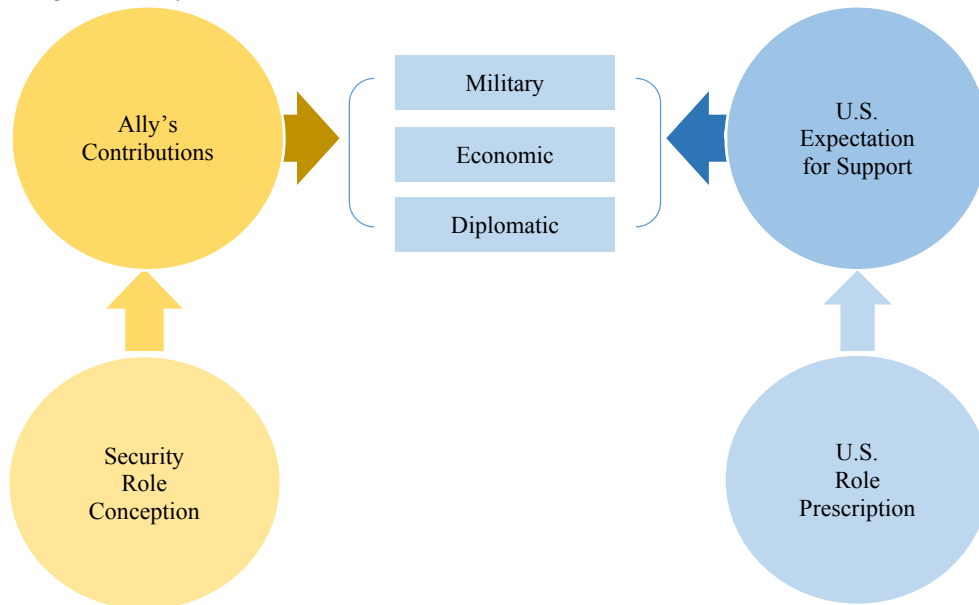 Ally’s
Contributions
Military
Economic
Diplomatic
U.S.
Expectation
for Support
Security
Role
Conception
U.S.
Role
Prescription